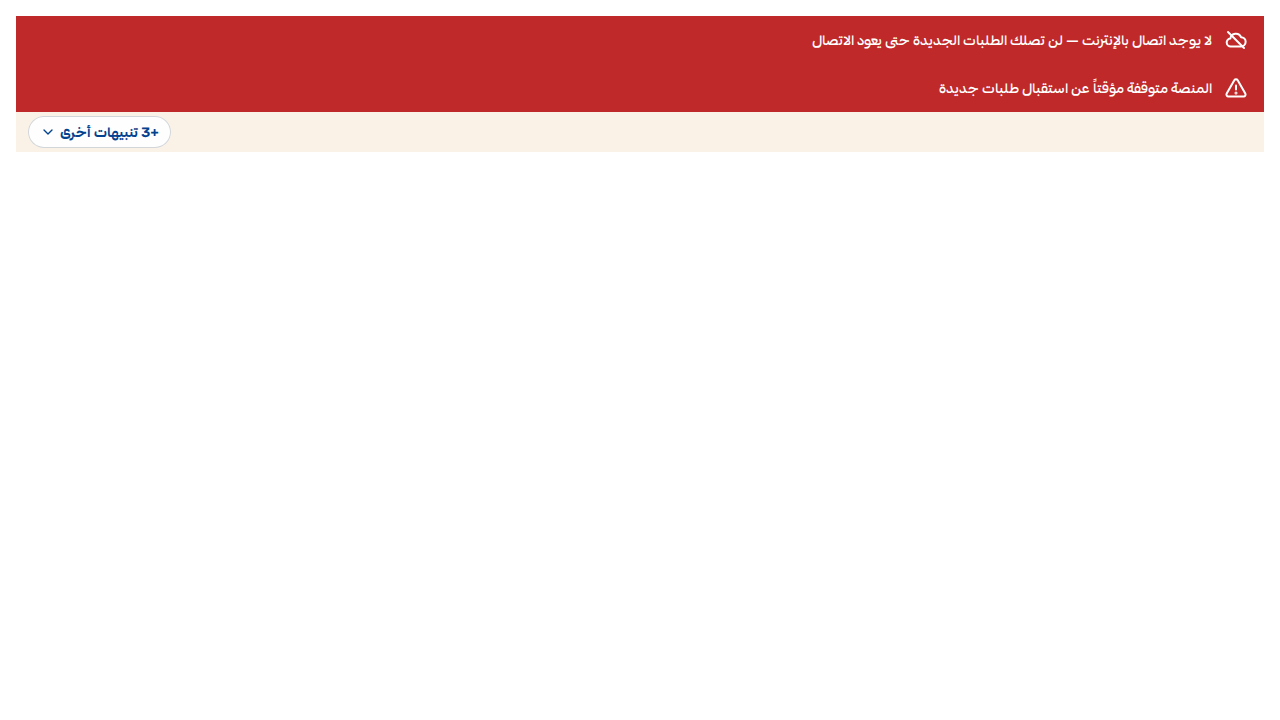 لا يوجد اتصال بالإنترنت — لن تصلك الطلبات الجديدة حتى يعود الاتصال
المنصة متوقفة مؤقتاً عن استقبال طلبات جديدة
+3 تنبيهات أخرى